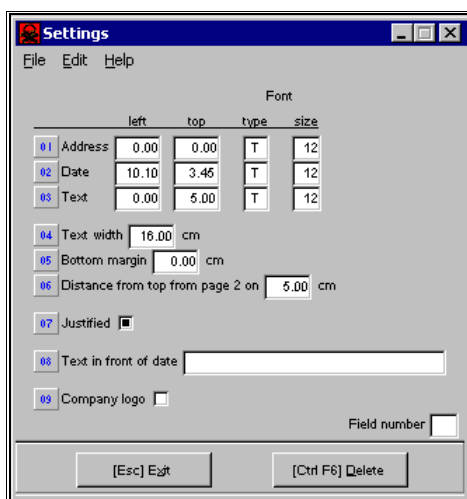 Settings
File Edit Help
Font
left top type size
01 Address 0.00 0.00 T 12
02 Date 10.10 3.45 T 12
03 Text 0.00 5.00 T 12
04 Text width 16.00 cm
05 Bottom margin 0.00 cm
06 Distance from top from page 2 on 5.00 cm
07 Justified
08 Text in front of date
09 Company logo
Field number
[Esc] Exit [Ctrl F6] Delete